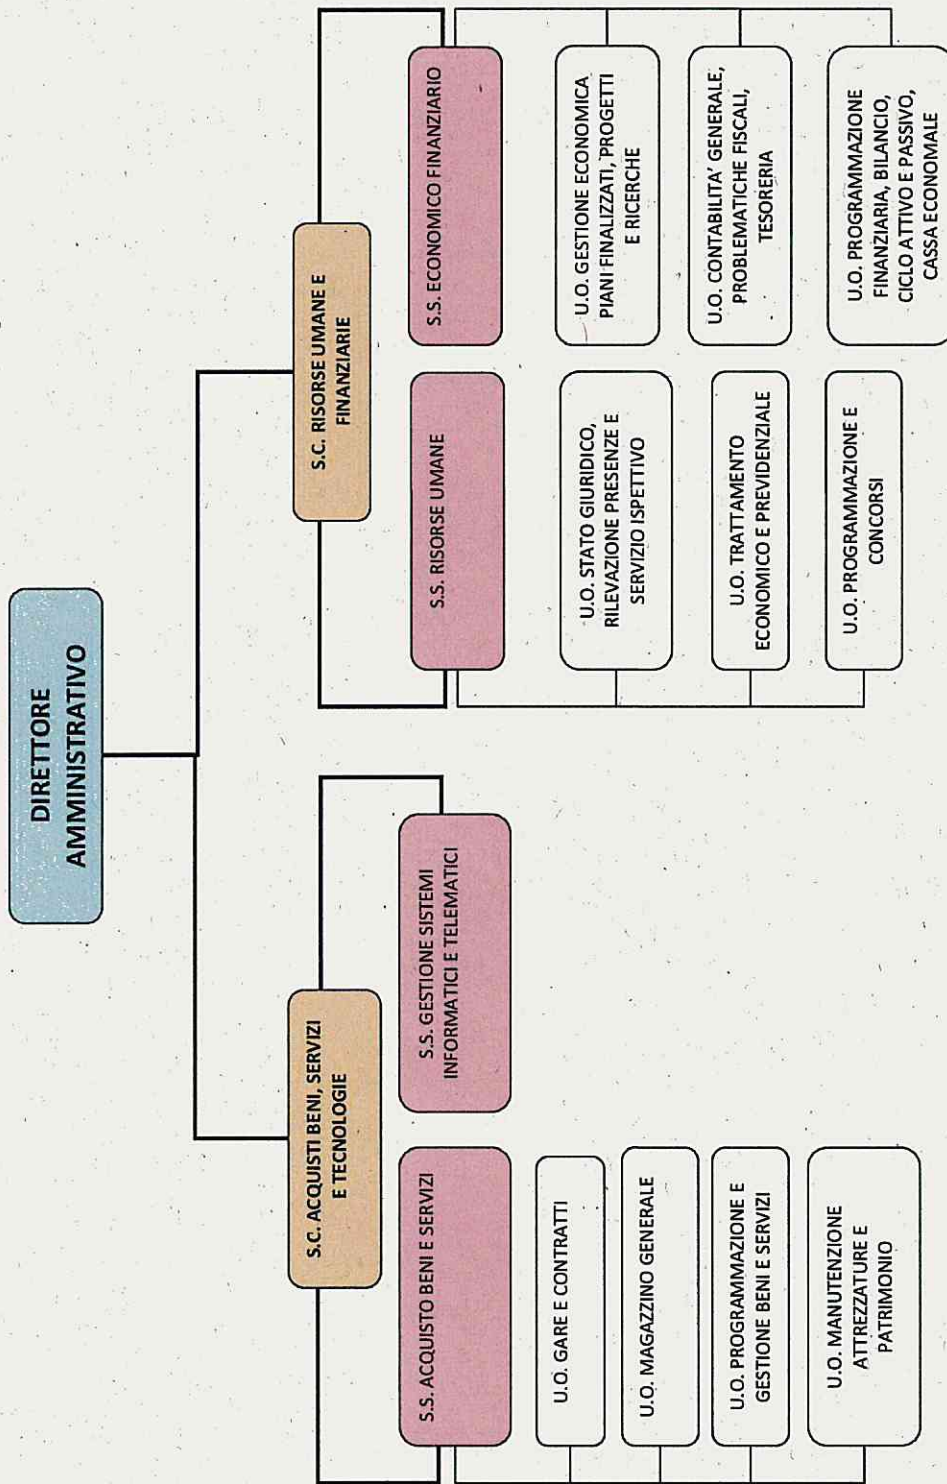 DIRETTORE
AMMINISTRATIVO
S.C. ACQUISTI BENI, SERVIZI
E TECNOLOGIE
S.S. ACQUISTO BENI E SERVIZI
U.O. GARE E CONTRATTI
U.O. MAGAZZINO GENERALE
U.O. PROGRAMMAZIONE E
GESTIONE BENI E SERVIZI
U.O. MANUTENZIONE
ATTREZZATURE E
PATRIMONIO
S.S. GESTIONE SISTEMI
INFORMATICI E TELEMATICI
S.C. RISORSE UMANE E
FINANZIARIE
S.S. RISORSE UMANE
U.O. STATO GIURIDICO,
RILEVAZIONE PRESENZE E
SERVIZIO ISPETTIVO
U.O. TRATTAMENTO
ECONOMICO E PREVIDENZIALE
U.O. PROGRAMMAZIONE E
CONCORSI
S.S. ECONOMICO FINANZIARIO
U.O. GESTIONE ECONOMICA
PIANI FINALIZZATI, PROGETTI
E RICERCHE
U.O. CONTABILITA' GENERALE,
PROBLEMATICHE FISCALI,
TESORERIA
U.O. PROGRAMMAZIONE
FINANZIARIA, BILANCIO,
CICLO ATTIVO E PASSIVO,
CASSA ECONOMALE